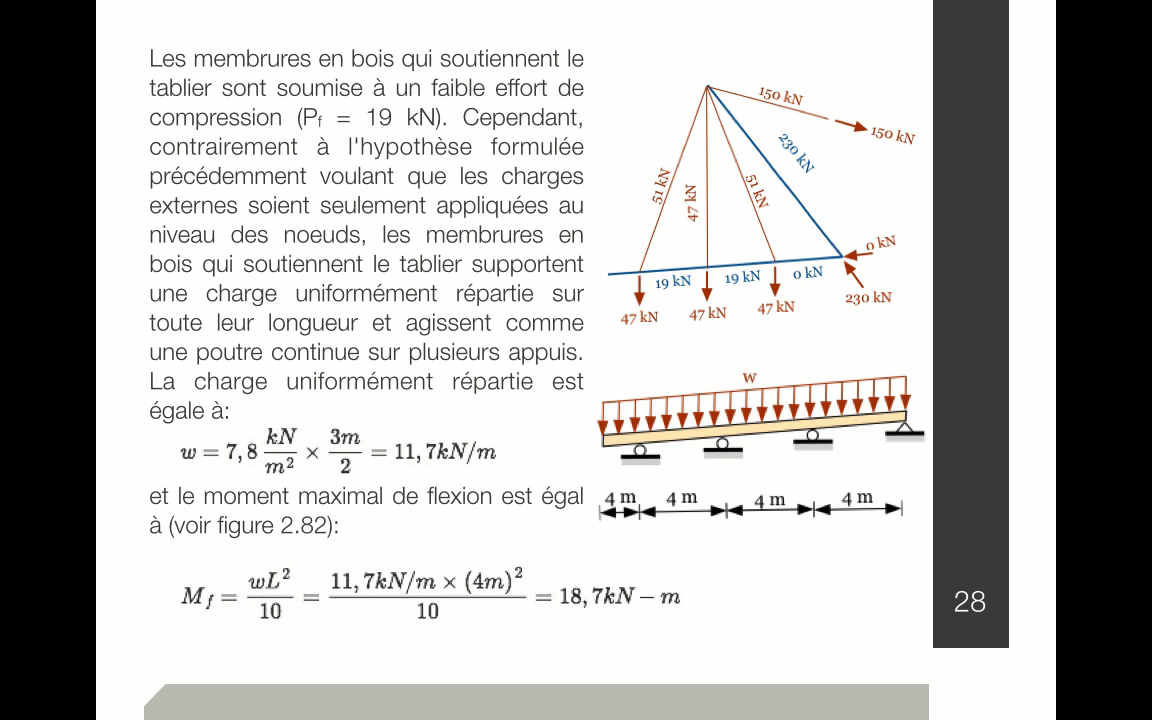 Les membrures en bois qui soutiennent le
tablier sont soumise à un faible effort de
compression (Pf = 19 kN). Cependant,
contrairement à l'hypothèse formulée
précédemment voulant que les charges
externes soient seulement appliquées au
niveau des noeuds, les membrures en
bois qui soutiennent le tablier supportent
une charge uniformément répartie sur
toute leur longueur et agissent comme
une poutre continue sur plusieurs appuis.
La charge uniformément répartie est
égale à:
w = 7,8 kN/m² × 3m/2 = 11,7kN/m
et le moment maximal de flexion est égal
à (voir figure 2.82):
M_f = wL²/10 = 11,7kN/m × (4m)²/10 = 18,7kN − m
150 kN
150 kN
230 kN
51 kN
47 kN
51 kN
0 kN
19 kN
19 kN
0 kN
230 kN
47 kN
47 kN
47 kN
w
4 m
4 m
4 m
4 m
28